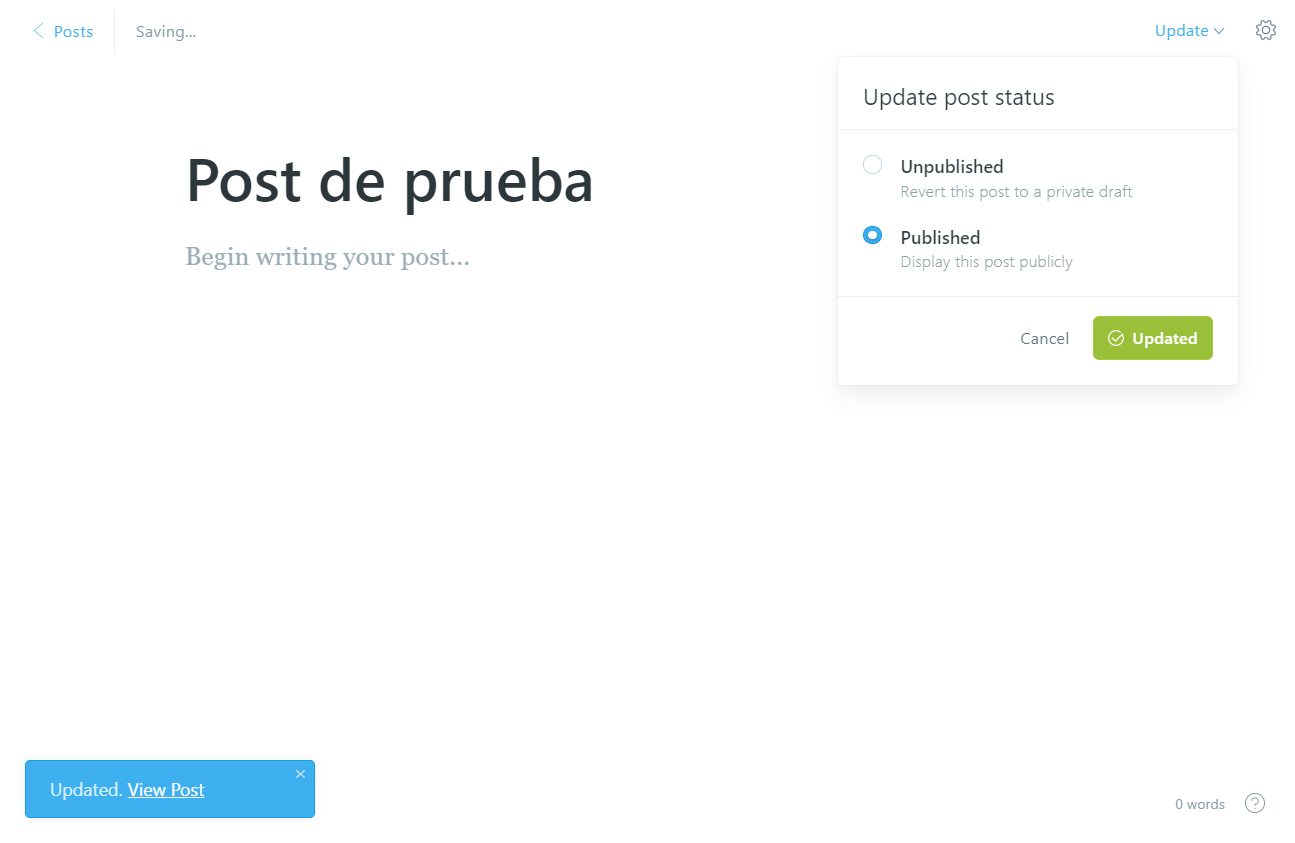 Posts
Saving...
Update
Update post status
Unpublished
Revert this post to a private draft
Published
Display this post publicly
Cancel
Updated
Post de prueba
Begin writing your post...
Updated. View Post
0 words
?